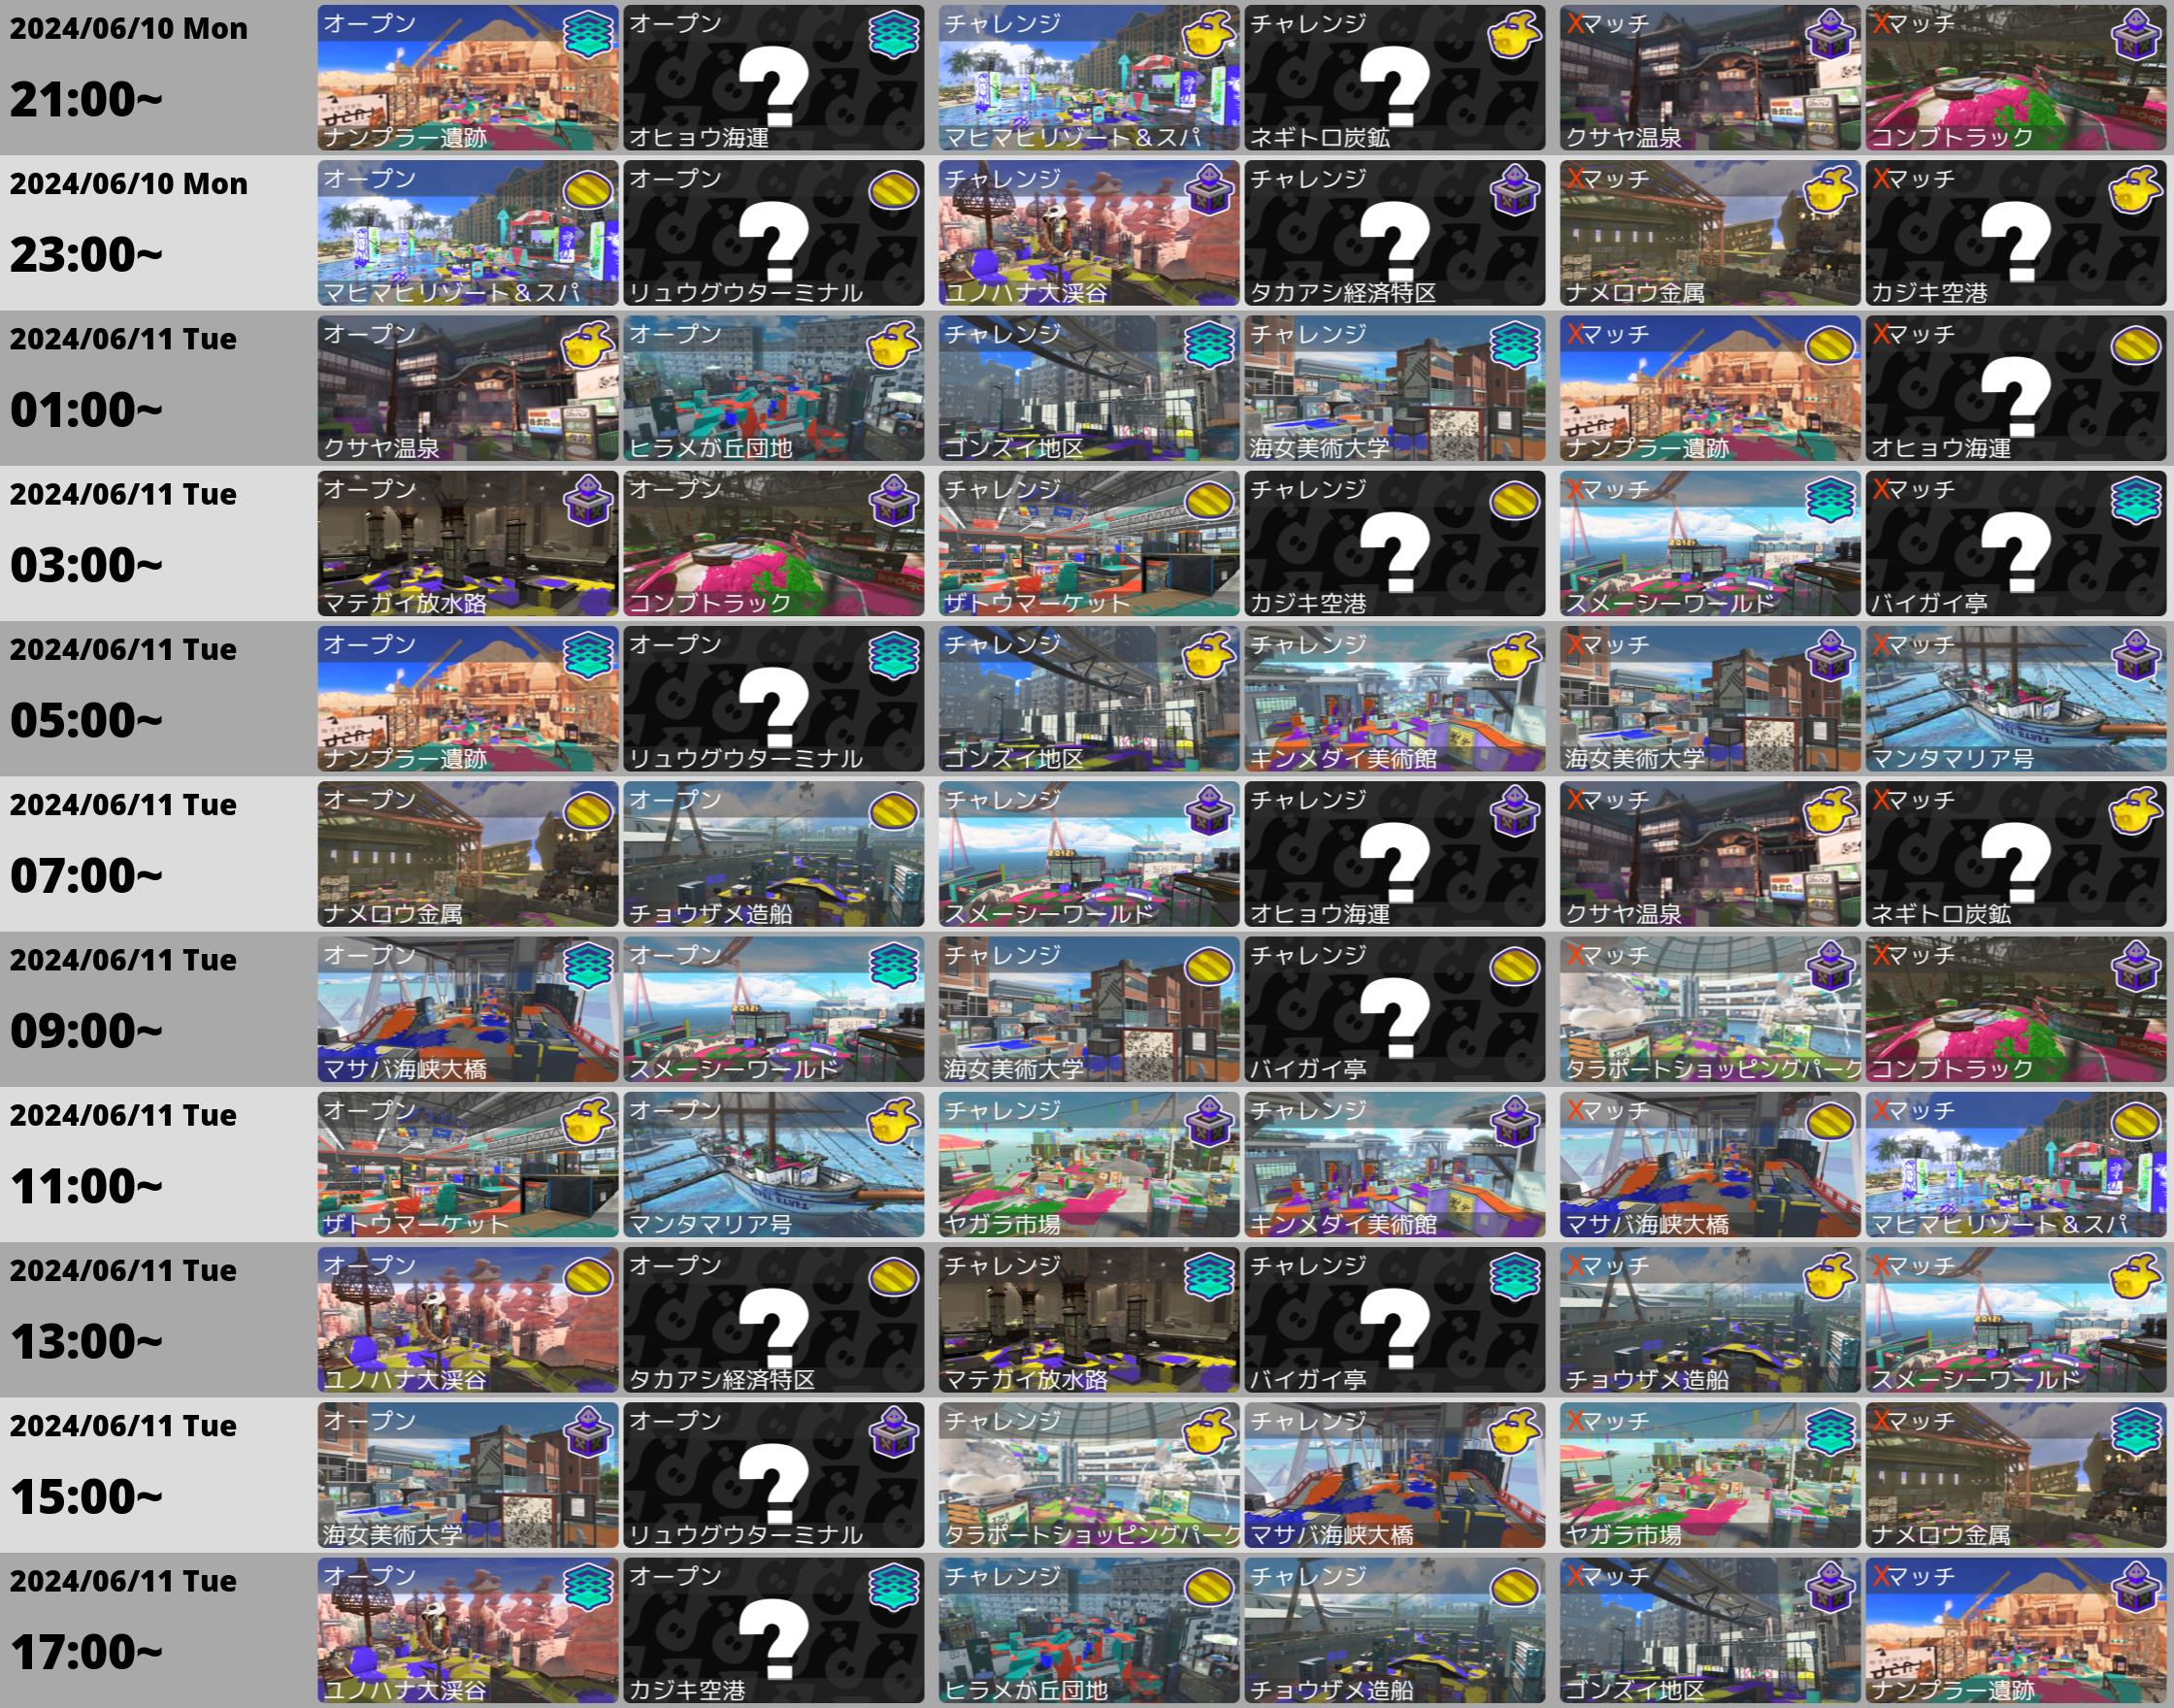 2024/06/10 Mon
21:00~
オープン
ナンプラー遺跡
オープン
オヒョウ海運
チャレンジ
マヒマヒリゾート&スパ
チャレンジ
ネギトロ炭鉱
Xマッチ
クサヤ温泉
Xマッチ
コンブトラック
2024/06/10 Mon
23:00~
オープン
マヒマヒリゾート&スパ
オープン
リュウグウターミナル
チャレンジ
ユノハナ大渓谷
チャレンジ
タカアシ経済特区
Xマッチ
ナメロウ金属
Xマッチ
カジキ空港
2024/06/11 Tue
01:00~
オープン
クサヤ温泉
オープン
ヒラメが丘団地
チャレンジ
ゴンズイ地区
チャレンジ
海女美術大学
Xマッチ
ナンプラー遺跡
Xマッチ
オヒョウ海運
2024/06/11 Tue
03:00~
オープン
マテガイ放水路
オープン
コンブトラック
チャレンジ
ザトウマーケット
チャレンジ
カジキ空港
Xマッチ
スメーシーワールド
Xマッチ
バイガイ亭
2024/06/11 Tue
05:00~
オープン
ナンプラー遺跡
オープン
リュウグウターミナル
チャレンジ
ゴンズイ地区
チャレンジ
キンメダイ美術館
Xマッチ
海女美術大学
Xマッチ
マンタマリア号
2024/06/11 Tue
07:00~
オープン
ナメロウ金属
オープン
チョウザメ造船
チャレンジ
スメーシーワールド
チャレンジ
オヒョウ海運
Xマッチ
クサヤ温泉
Xマッチ
ネギトロ炭鉱
2024/06/11 Tue
09:00~
オープン
マサバ海峡大橋
オープン
スメーシーワールド
チャレンジ
海女美術大学
チャレンジ
バイガイ亭
Xマッチ
タラポートショッピングパーク
Xマッチ
コンブトラック
2024/06/11 Tue
11:00~
オープン
ザトウマーケット
オープン
マンタマリア号
チャレンジ
ヤガラ市場
チャレンジ
キンメダイ美術館
Xマッチ
マサバ海峡大橋
Xマッチ
マヒマヒリゾート&スパ
2024/06/11 Tue
13:00~
オープン
ユノハナ大渓谷
オープン
タカアシ経済特区
チャレンジ
マテガイ放水路
チャレンジ
バイガイ亭
Xマッチ
チョウザメ造船
Xマッチ
スメーシーワールド
2024/06/11 Tue
15:00~
オープン
海女美術大学
オープン
リュウグウターミナル
チャレンジ
タラポートショッピングパーク
チャレンジ
マサバ海峡大橋
Xマッチ
ヤガラ市場
Xマッチ
ナメロウ金属
2024/06/11 Tue
17:00~
オープン
ユノハナ大渓谷
オープン
カジキ空港
チャレンジ
ヒラメが丘団地
チャレンジ
チョウザメ造船
Xマッチ
ゴンズイ地区
Xマッチ
ナンプラー遺跡